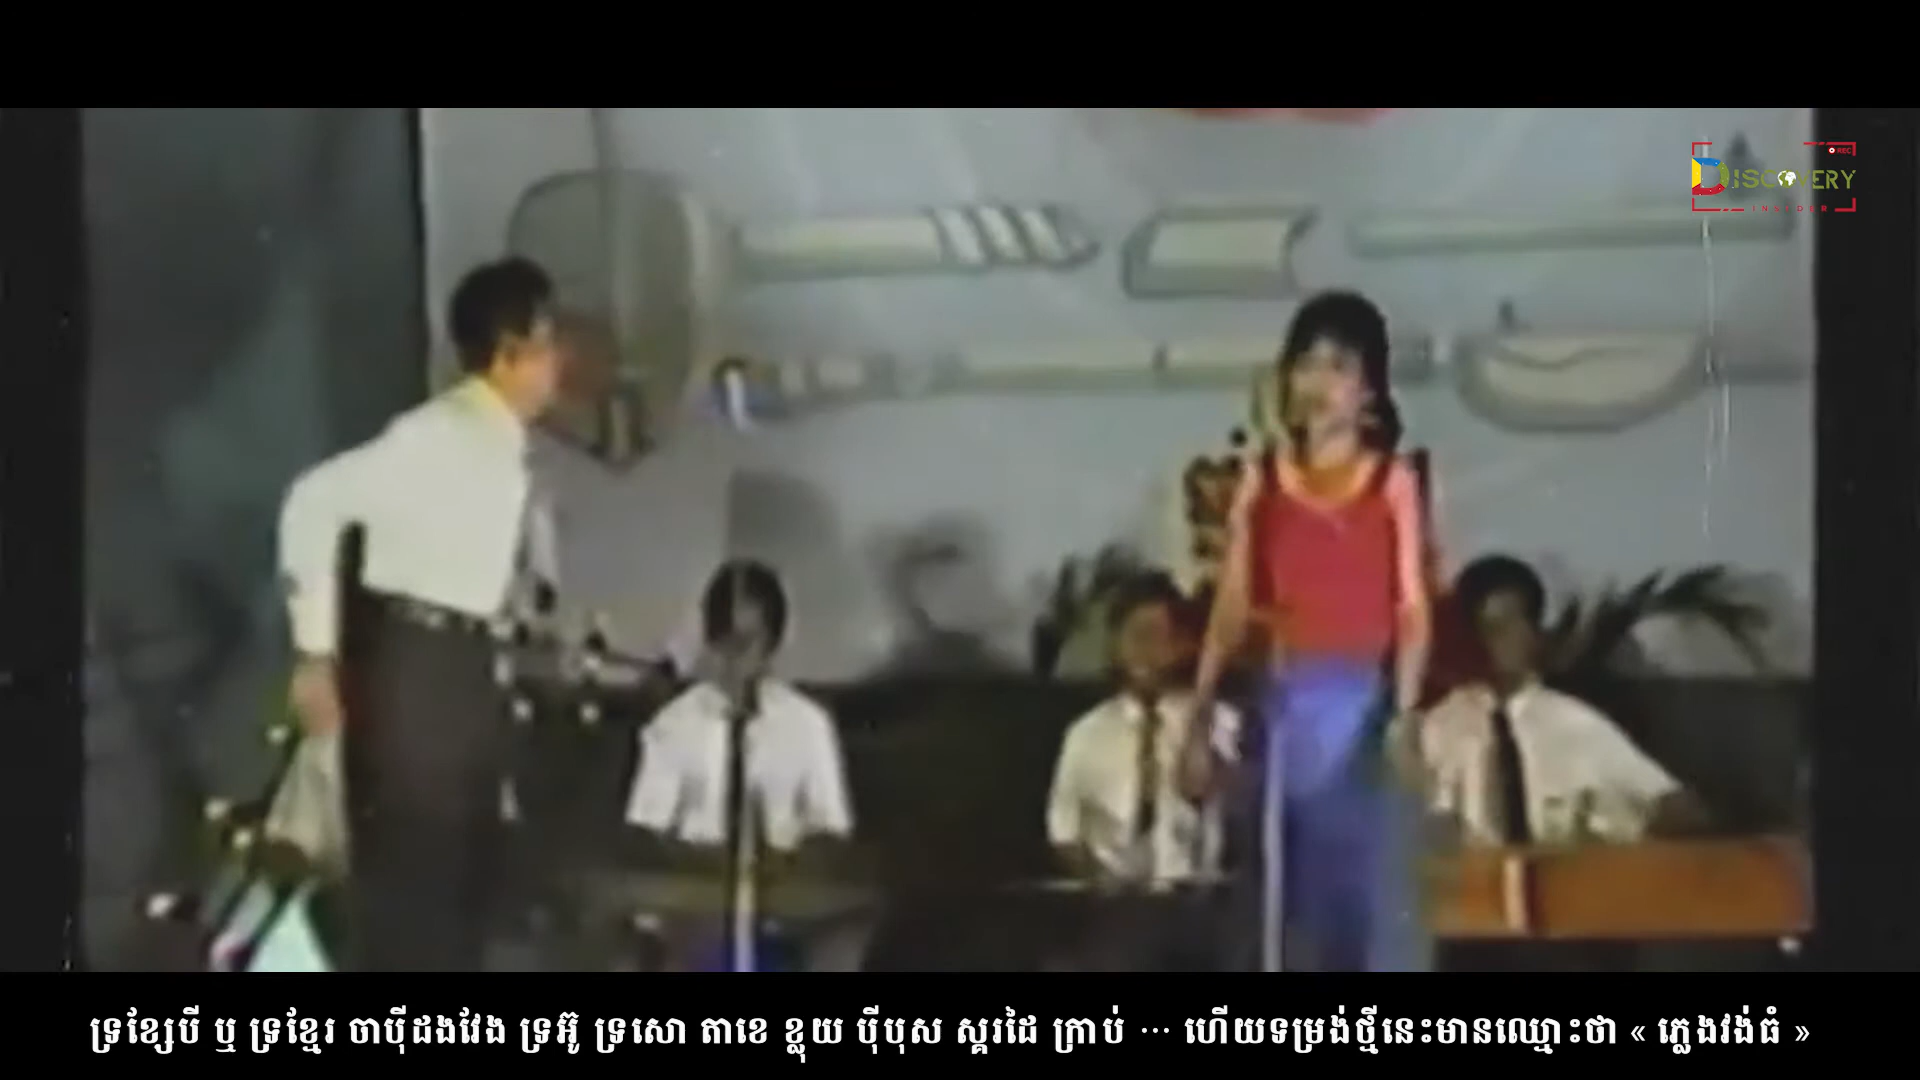 REC
DISCOVERY
INSIDER
ទ្រខ្សែបី ឬ ទ្រខ្មែរ ចាប៉ីដងវែង ទ្រអ៊ូ ទ្រសោ តាខេ ខ្លុយ ប៉ីបុស ស្គរដៃ ក្រាប់ ··· ហើយទម្រង់ថ្មីនេះមានឈ្មោះថា « ភ្លេងវង់ធំ »